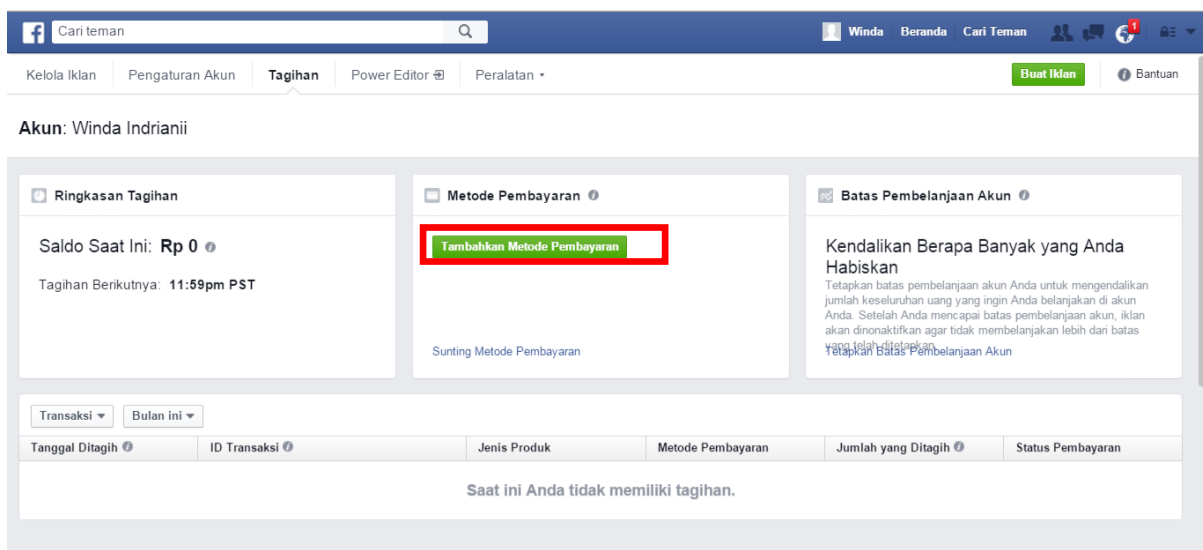 Cari teman
Winda Beranda Cari Teman 1
Kelola Iklan Pengaturan Akun Tagihan Power Editor Peralatan Buat Iklan Bantuan
Akun: Winda Indrianii
Ringkasan Tagihan
Saldo Saat Ini: Rp 0
Tagihan Berikutnya: 11:59pm PST
Metode Pembayaran
Tambahkan Metode Pembayaran
Sunting Metode Pembayaran
Batas Pembelanjaan Akun
Kendalikan Berapa Banyak yang Anda
Habiskan
Tetapkan batas pembelanjaan akun Anda untuk mengendalikan
jumlah keseluruhan uang yang ingin Anda belanjakan di akun
Anda. Setelah Anda mencapai batas pembelanjaan akun, iklan
akan dinonaktifkan agar tidak membelanjakan lebih dari batas
yang telah ditetapkan.
Tetapkan Batas Pembelanjaan Akun
Transaksi Bulan ini
Tanggal Ditagih ID Transaksi Jenis Produk Metode Pembayaran Jumlah yang Ditagih Status Pembayaran
Saat ini Anda tidak memiliki tagihan.